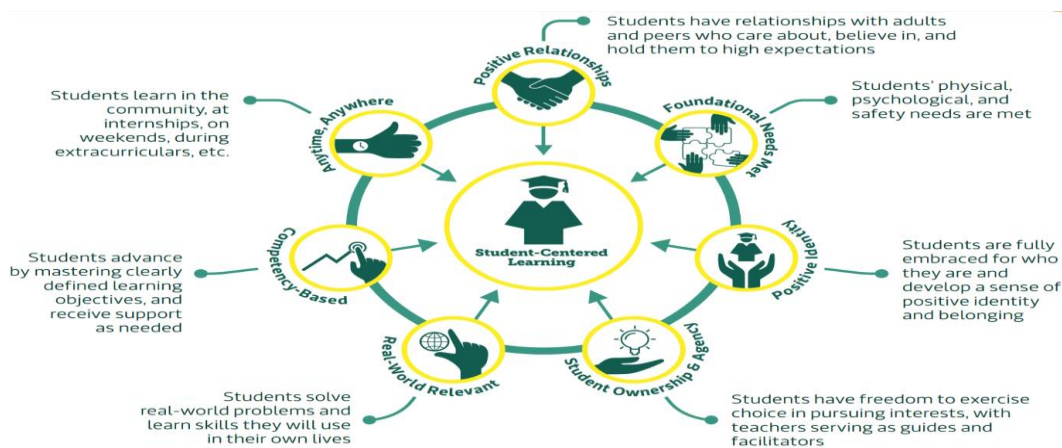 Students have relationships with adults
and peers who care about, believe in, and
hold them to high expectations
Positive Relationships
Students' physical,
psychological, and
safety needs are met
Foundational Needs Met
Students are fully
embraced for who
they are and
develop a sense of
positive identity
and belonging
Positive Identity
Students have freedom to exercise
choice in pursuing interests, with
teachers serving as guides and
facilitators
Student Ownership & Agency
Students solve
real-world problems and
learn skills they will use
in their own lives
Real-World Relevant
Students advance
by mastering clearly
defined learning
objectives, and
receive support
as needed
Competency-Based
Students learn in the
community, at
internships, on
weekends, during
extracurriculars, etc.
Anytime, Anywhere
Student-Centered
Learning